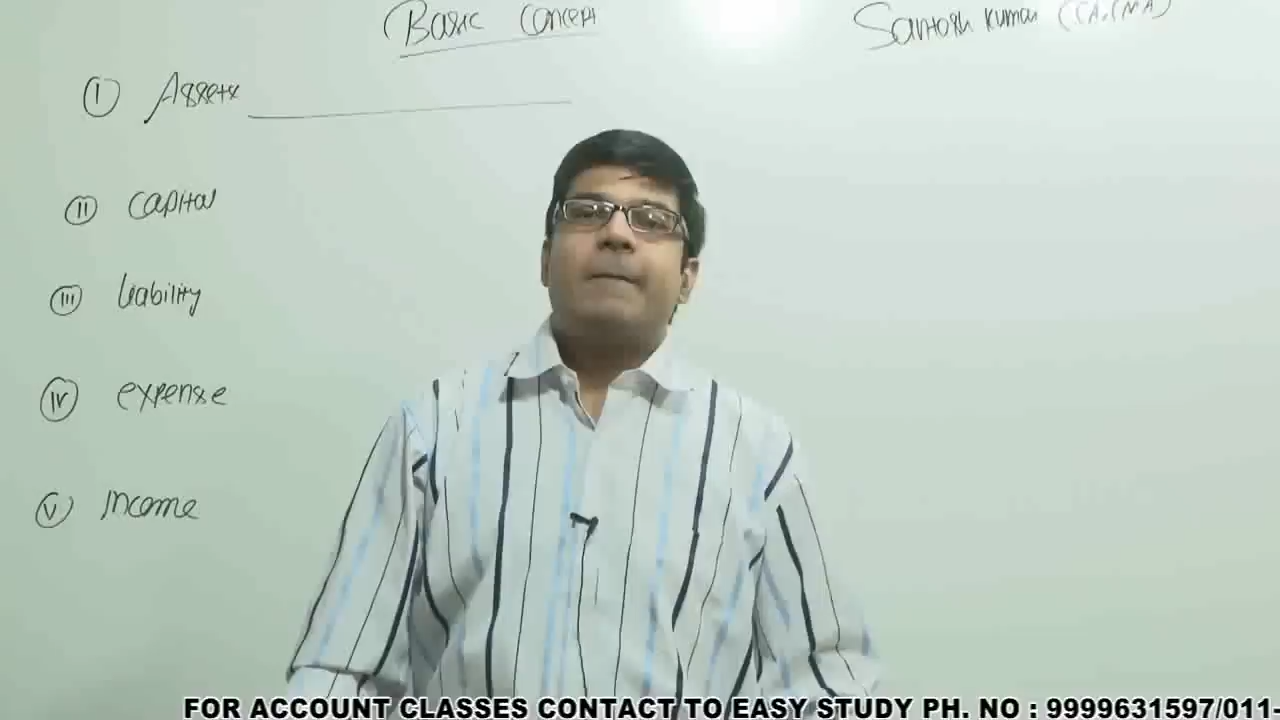 Basic Concept
Santosh Kumar (CA, CMA)
I Assets
II Capital
III Liability
IV expense
V Income
FOR ACCOUNT CLASSES CONTACT TO EASY STUDY PH. NO : 9999631597/011-